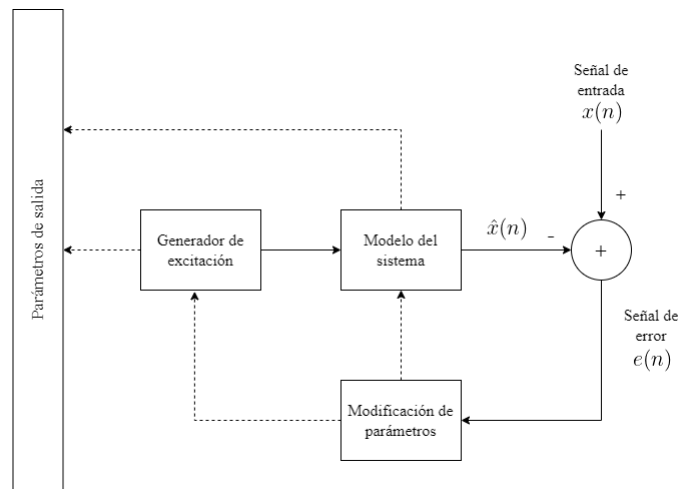 Parámetros de salida
Generador de
excitación
Modelo del
sistema
x̂(n)
-
Señal de
entrada
x(n)
+
+
Señal de
error
e(n)
Modificación de
parámetros